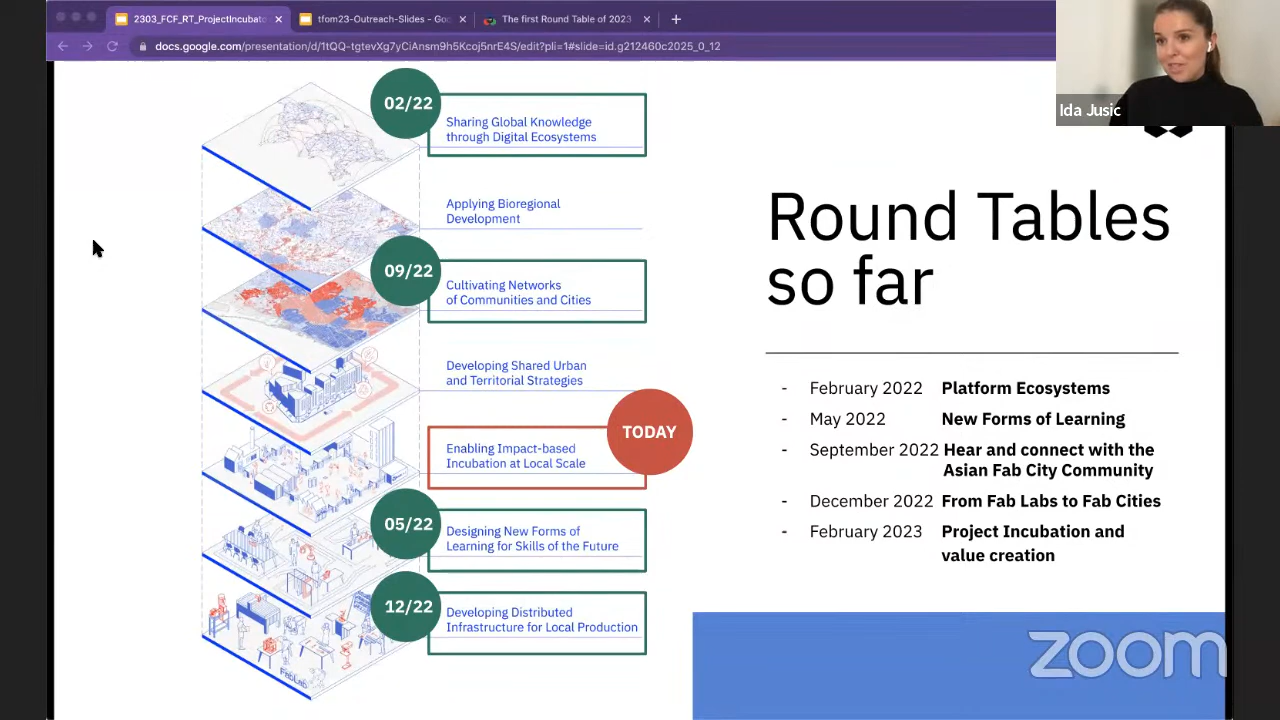 2303_FCF_RT_ProjectIncubato
tfom23-Outreach-Slides - Goo
The first Round Table of 2023
docs.google.com/presentation/d/1tQQ-tgtevXg7yCiAnsm9h5Kcoj5nrE4S/edit?pli=1#slide=id.g212460c2025_0_12
Ida Jusic
02/22
Sharing Global Knowledge
through Digital Ecosystems
Applying Bioregional
Development
09/22
Cultivating Networks
of Communities and Cities
Developing Shared Urban
and Territorial Strategies
TODAY
Enabling Impact-based
Incubation at Local Scale
05/22
Designing New Forms of
Learning for Skills of the Future
12/22
Developing Distributed
Infrastructure for Local Production
FabLab
Round Tables
so far
- February 2022 Platform Ecosystems
- May 2022 New Forms of Learning
- September 2022 Hear and connect with the
Asian Fab City Community
- December 2022 From Fab Labs to Fab Cities
- February 2023 Project Incubation and
value creation
zoom